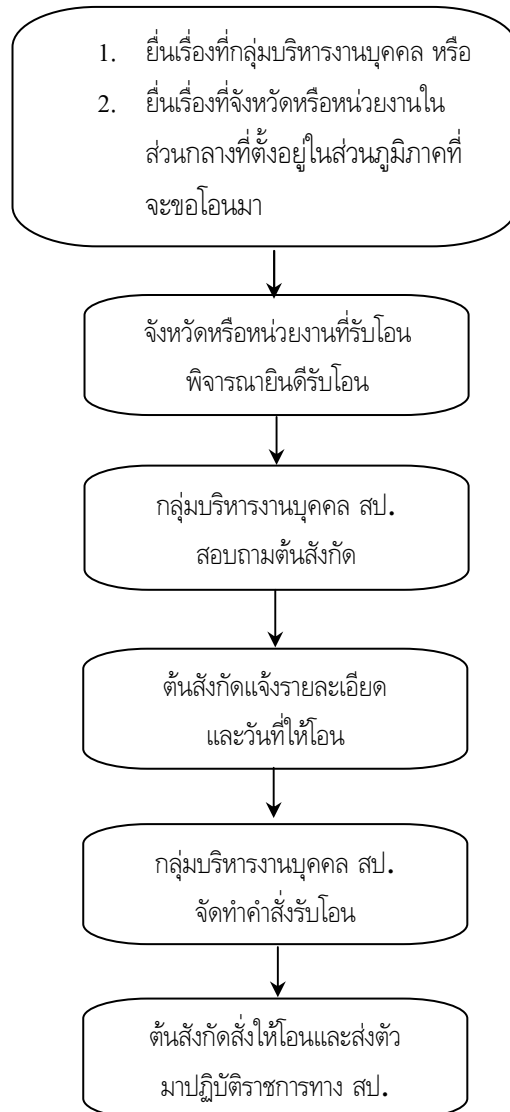 1. ยื่นเรื่องที่กลุ่มบริหารงานบุคคล หรือ
2. ยื่นเรื่องที่จังหวัดหรือหน่วยงานใน
ส่วนกลางที่ตั้งอยู่ในส่วนภูมิภาคที่
จะขอโอนมา
จังหวัดหรือหน่วยงานที่รับโอน
พิจารณายินดีรับโอน
กลุ่มบริหารงานบุคคล สป.
สอบถามต้นสังกัด
ต้นสังกัดแจ้งรายละเอียด
และวันที่ให้โอน
กลุ่มบริหารงานบุคคล สป.
จัดทำคำสั่งรับโอน
ต้นสังกัดสั่งให้โอนและส่งตัว
มาปฏิบัติราชการทาง สป.